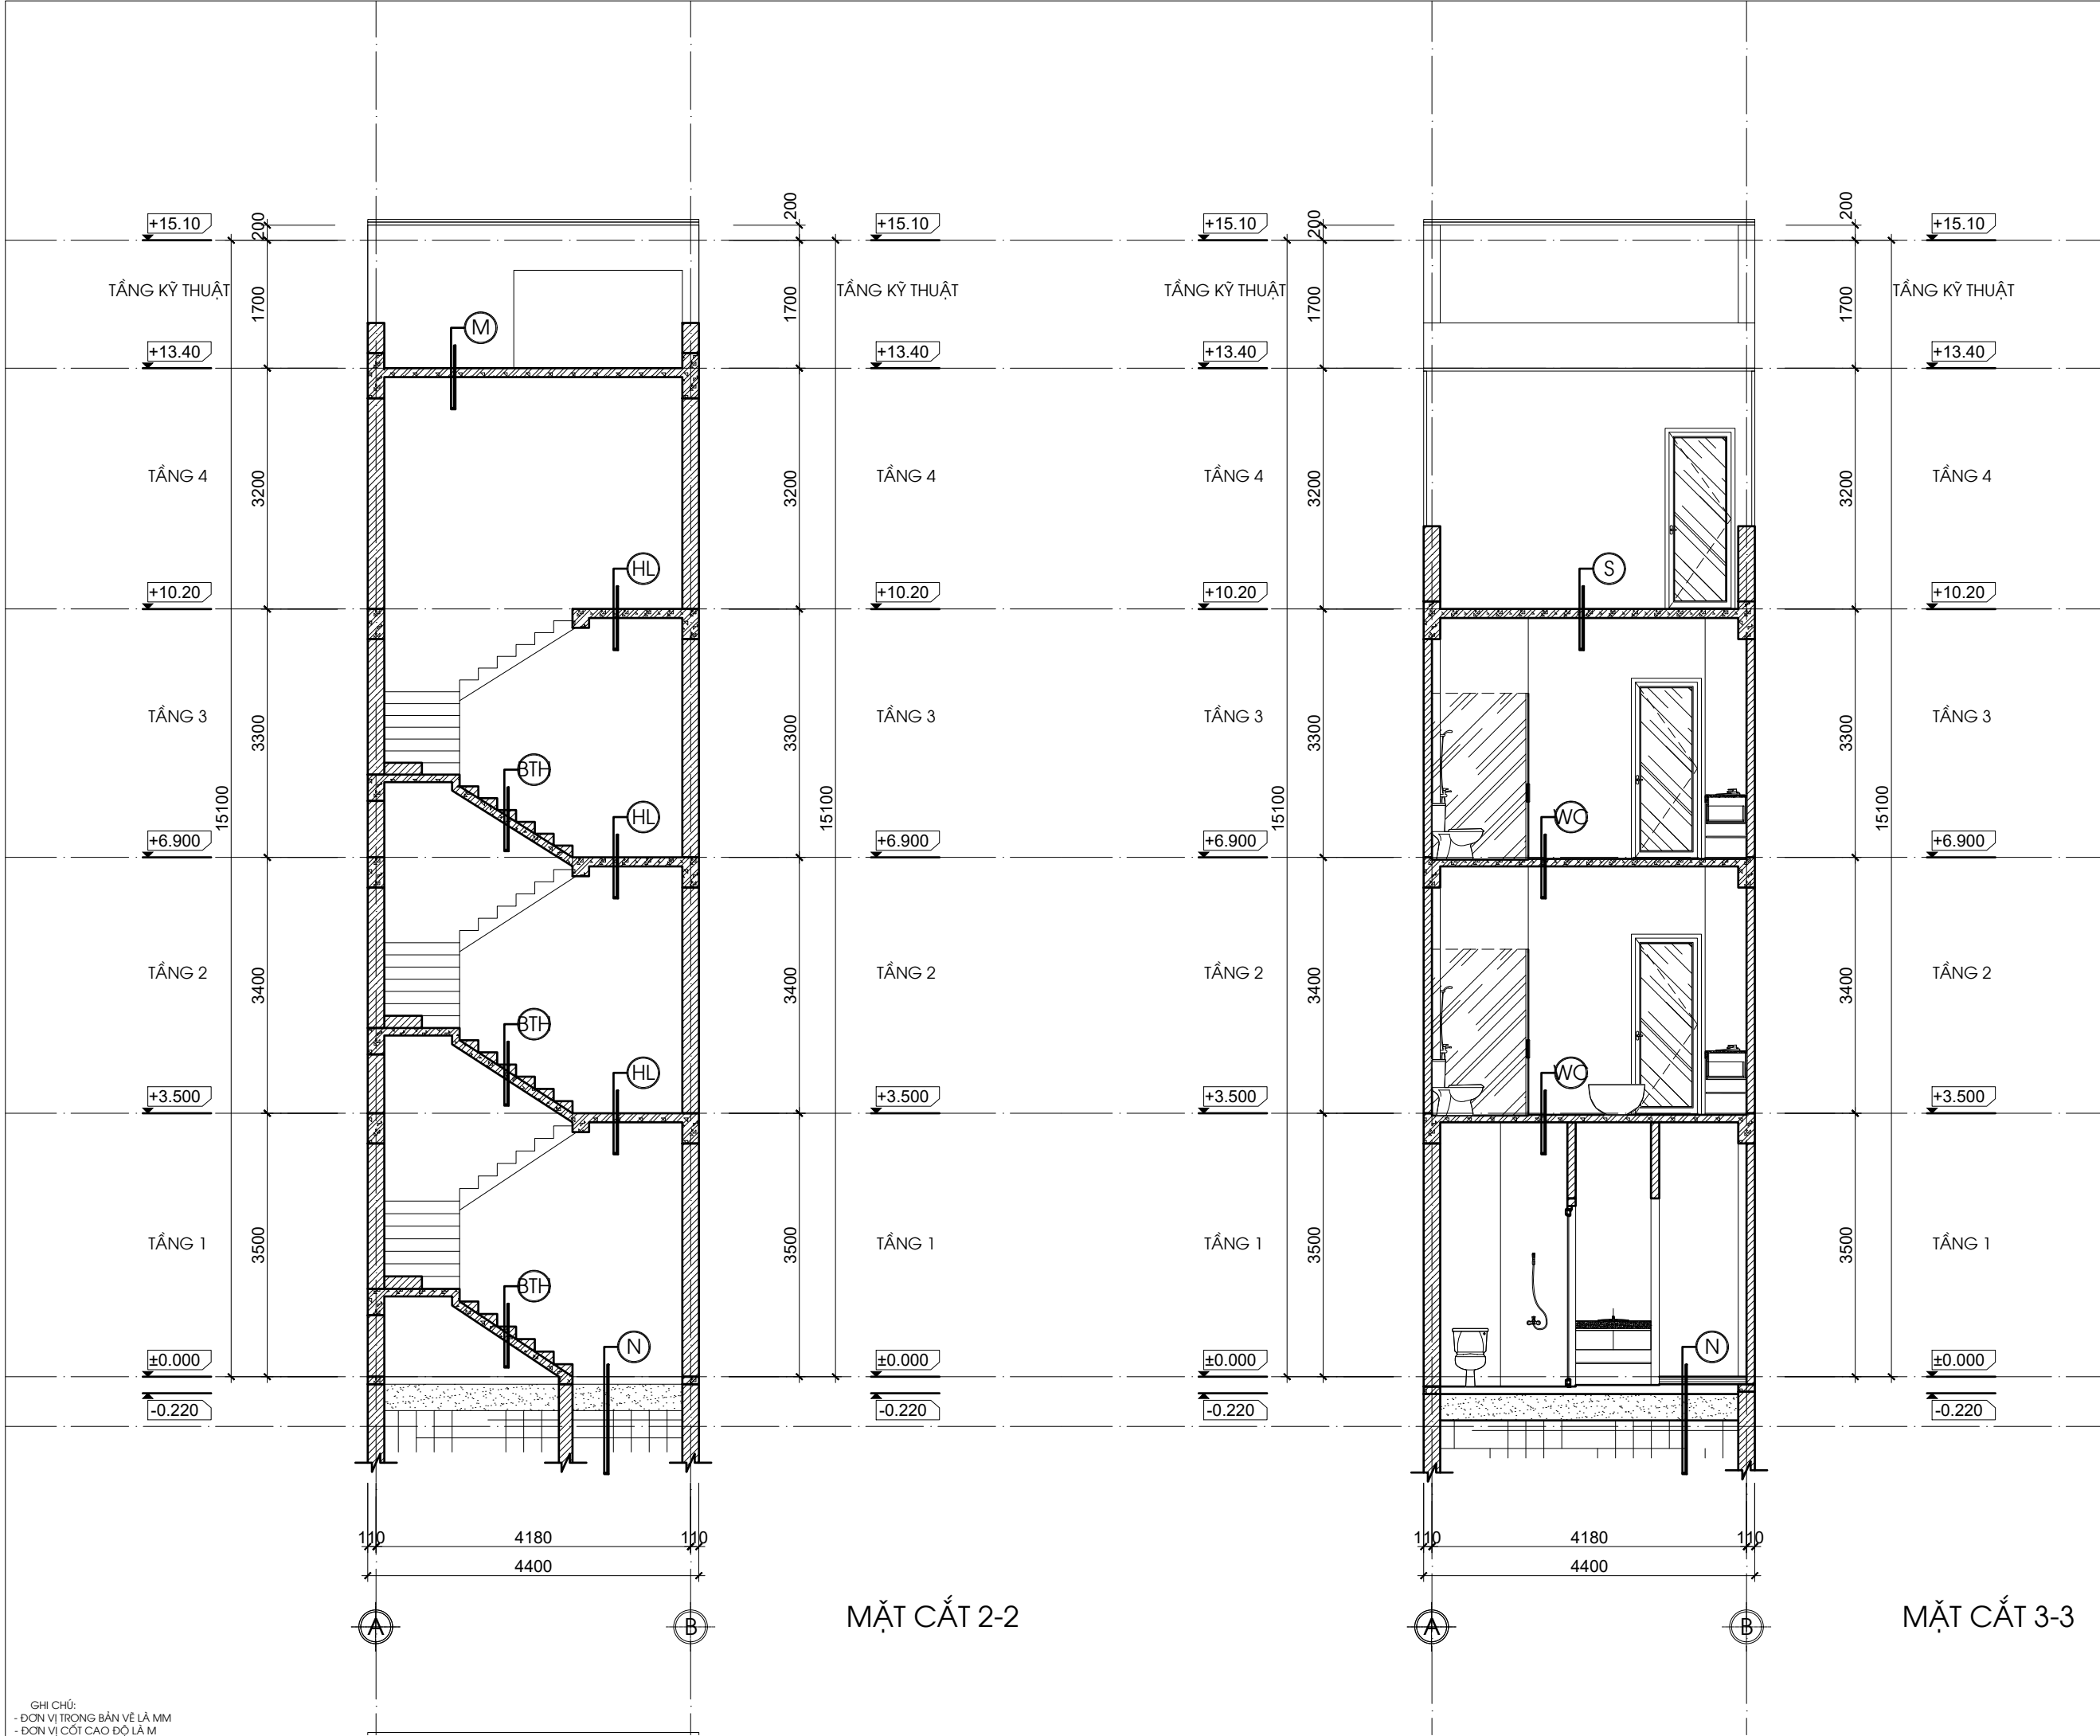 200 200 200 200
+15.10 +15.10 +15.10 +15.10
TẦNG KỸ THUẬT 1700 1700 TẦNG KỸ THUẬT TẦNG KỸ THUẬT 1700 1700 TẦNG KỸ THUẬT
M
+13.40 +13.40 +13.40 +13.40
TẦNG 4 3200 3200 TẦNG 4 TẦNG 4 3200 3200 TẦNG 4
HL S
+10.20 +10.20 +10.20 +10.20
TẦNG 3 3300 3300 TẦNG 3 TẦNG 3 3300 3300 TẦNG 3
BTH
15100 15100 15100 15100
HL WC
+6.900 +6.900 +6.900 +6.900
TẦNG 2 3400 3400 TẦNG 2 TẦNG 2 3400 3400 TẦNG 2
BTH
HL WC
+3.500 +3.500 +3.500 +3.500
TẦNG 1 3500 3500 TẦNG 1 TẦNG 1 3500 3500 TẦNG 1
BTH
N N
±0.000 ±0.000 ±0.000 ±0.000
-0.220 -0.220 -0.220 -0.220
110 4180 110 110 4180 110
4400 4400
A B MẶT CẮT 2-2 A B MẶT CẮT 3-3
GHI CHÚ:
- ĐƠN VỊ TRONG BẢN VẼ LÀ MM
- ĐƠN VỊ CỐT CAO ĐỘ LÀ M